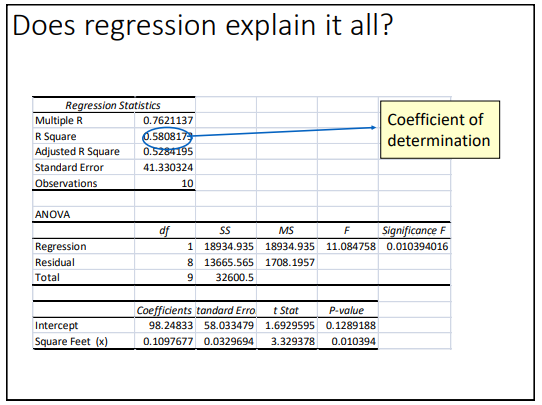 Does regression explain it all?
Regression Statistics
Multiple R 0.7621137
R Square 0.5808173
Adjusted R Square 0.5284195
Standard Error 41.330324
Observations 10
Coefficient of
determination
ANOVA
df SS MS F Significance F
Regression 1 18934.935 18934.935 11.084758 0.010394016
Residual 8 13665.565 1708.1957
Total 9 32600.5
Coefficients tandard Erro t Stat P-value
Intercept 98.24833 58.033479 1.6929595 0.1289188
Square Feet (x) 0.1097677 0.0329694 3.329378 0.010394